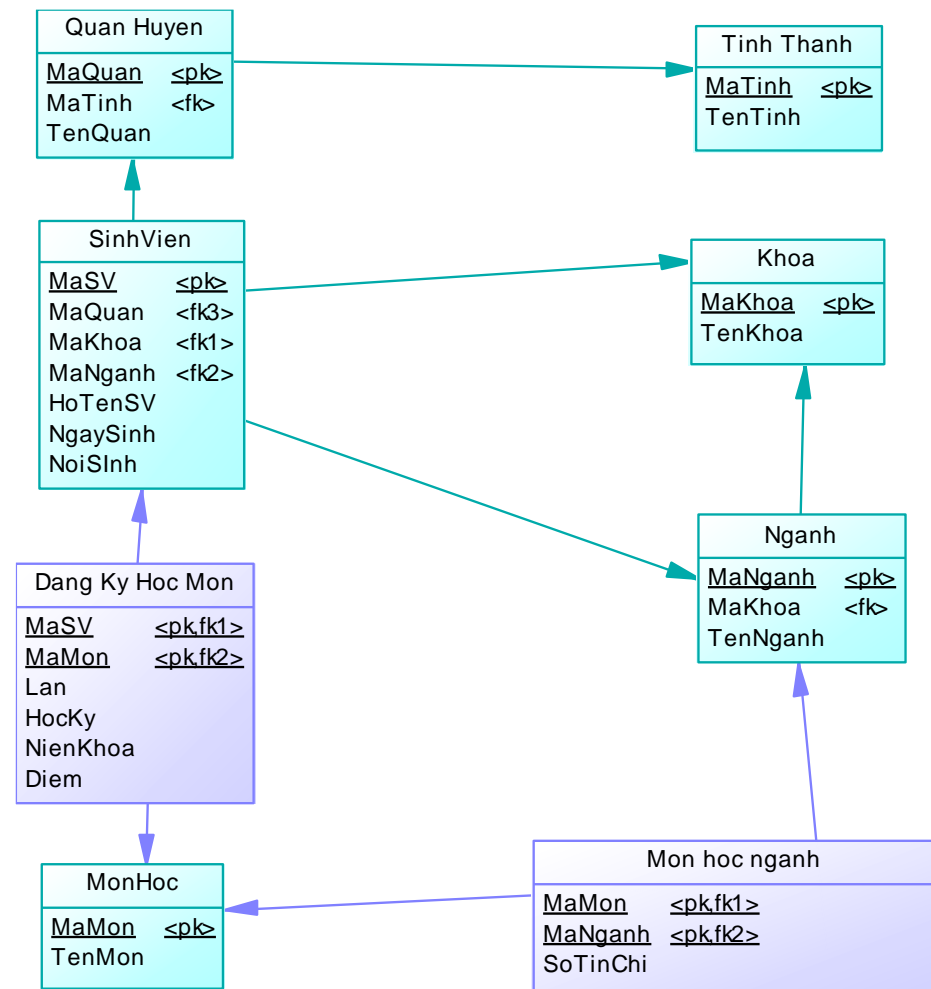 Quan Huyen
MaQuan <pk>
MaTinh <fk>
TenQuan
Tinh Thanh
MaTinh <pk>
TenTinh
SinhVien
MaSV <pk>
MaQuan <fk3>
MaKhoa <fk1>
MaNganh <fk2>
HoTenSV
NgaySinh
NoiSInh
Khoa
MaKhoa <pk>
TenKhoa
Nganh
MaNganh <pk>
MaKhoa <fk>
TenNganh
Dang Ky Hoc Mon
MaSV <pk,fk1>
MaMon <pk,fk2>
Lan
HocKy
NienKhoa
Diem
MonHoc
MaMon <pk>
TenMon
Mon hoc nganh
MaMon <pk,fk1>
MaNganh <pk,fk2>
SoTinChi